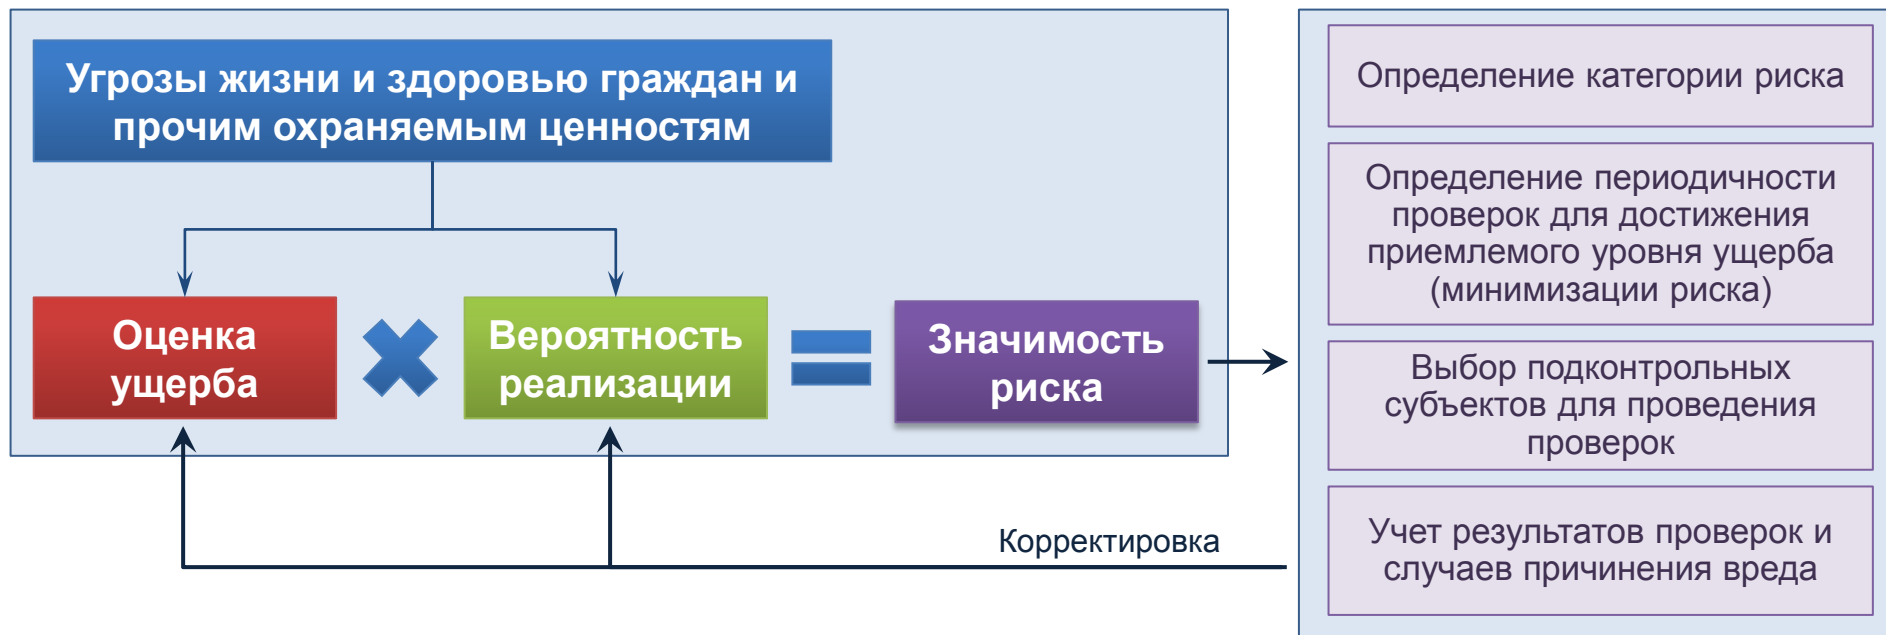 Угрозы жизни и здоровью граждан и
прочим охраняемым ценностям
Оценка
ущерба
Вероятность
реализации
Значимость
риска
Корректировка
Определение категории риска
Определение периодичности
проверок для достижения
приемлемого уровня ущерба
(минимизации риска)
Выбор подконтрольных
субъектов для проведения
проверок
Учет результатов проверок и
случаев причинения вреда